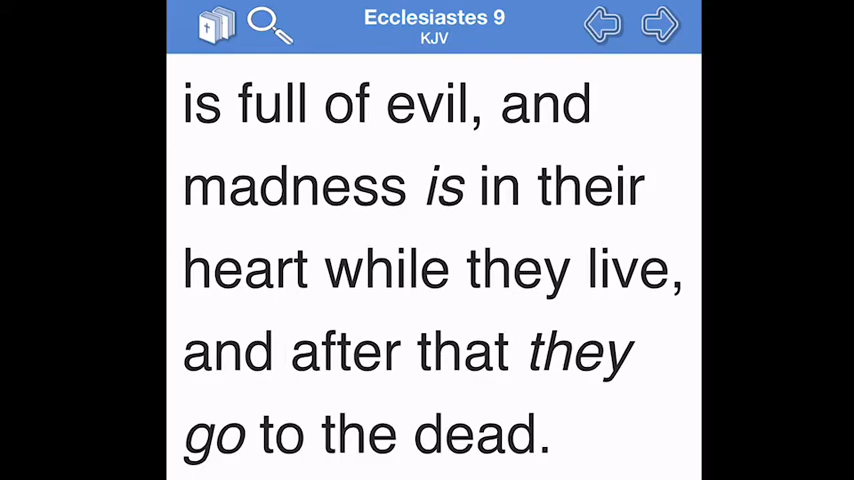 Ecclesiastes 9
KJV
is full of evil, and
madness is in their
heart while they live,
and after that they
go to the dead.